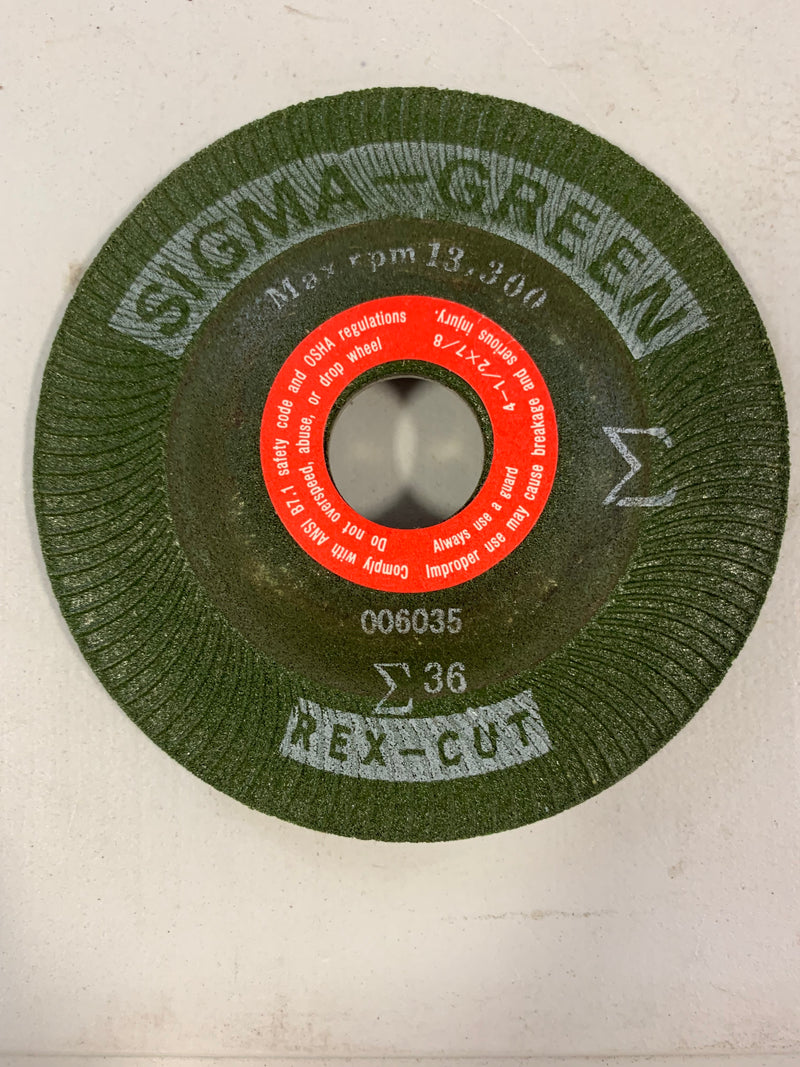 SIGMA-GREEN
Max rpm 13,300
Comply with ANSI B7.1 safety code and OSHA regulations
Do not overspeed, abuse, or drop wheel
Always use a guard
Improper use may cause breakage and serious injury.
4-1/2×7/8
Σ
006035
Σ 36
REX-CUT